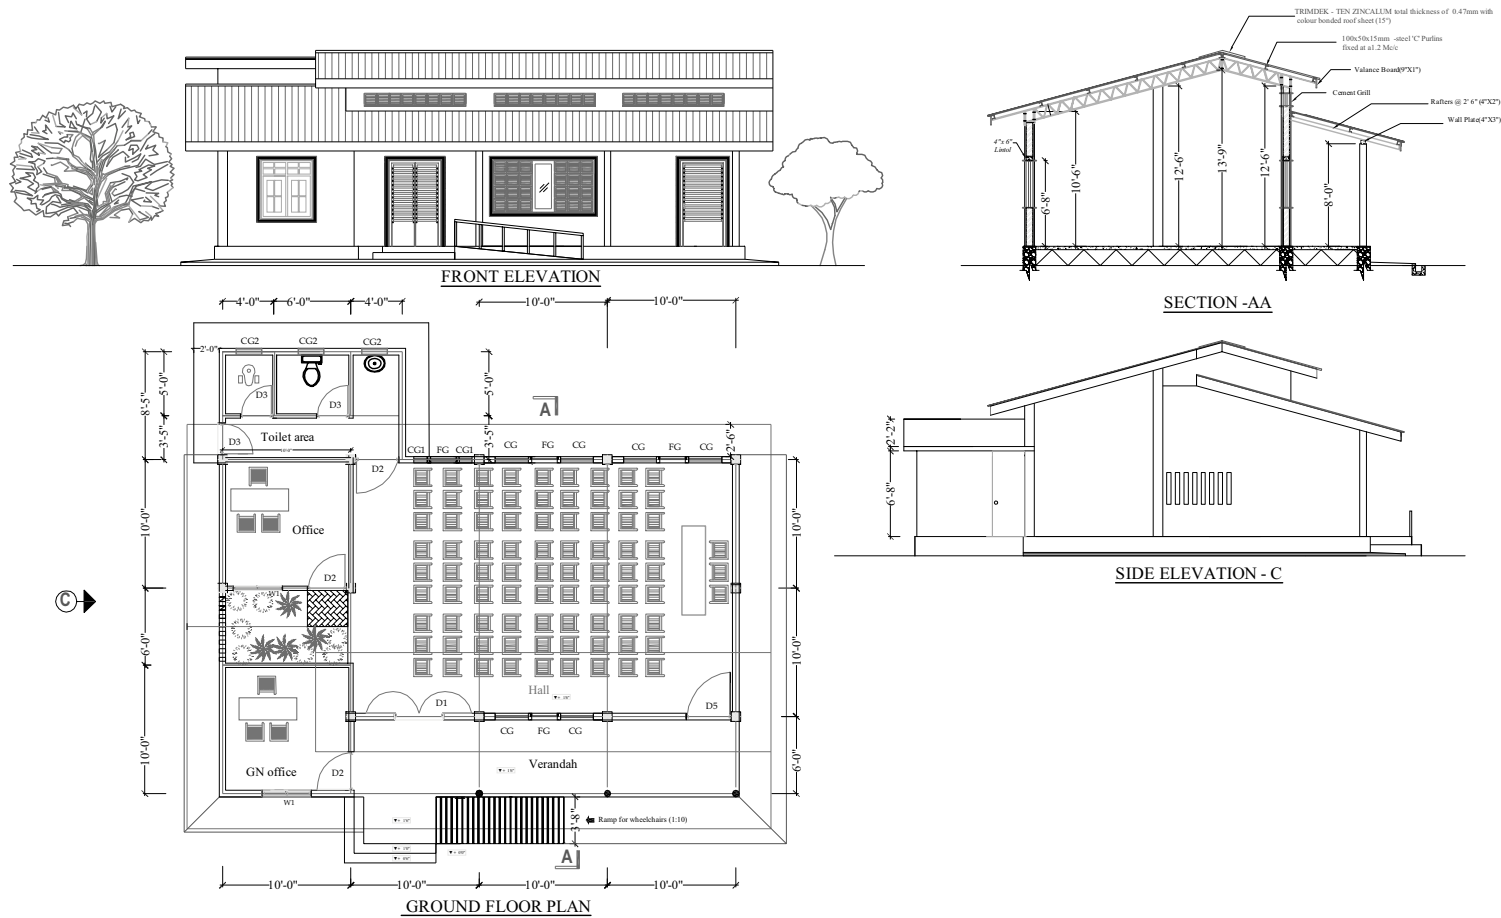 TRIMDEK - TEN ZINCALUM total thickness of 0.47mm with
colour bonded roof sheet (15")
100x50x15mm -steel 'C' Purlins
fixed at a1.2 Mc/c
Valance Board(9"X1")
Cement Grill
Rafters @ 2' 6" (4"X2")
Wall Plate(4"X3")
4"x 6"
Lintol
6'-8"
10'-6"
12'-6"
13'-9"
12'-6"
8'-0"
FRONT ELEVATION
SECTION -AA
4'-0"
6'-0"
4'-0"
10'-0"
10'-0"
2'-0"
CG2
CG2
CG2
8'-5"
5'-0"
3'-5"
D3
D3
D3
Toilet area
5'-0"
3'-5"
A
2'-6"
CG1
FG
CG1
CG
FG
CG
CG
FG
CG
D2
2'-2"
6'-8"
SIDE ELEVATION - C
10'-0"
Office
10'-0"
D2
W1
C
6'-0"
10'-0"
Hall
D1
D5
CG
FG
CG
10'-0"
GN office
D2
Verandah
6'-0"
W1
3'-8"
Ramp for wheelchairs (1:10)
A
10'-0"
10'-0"
10'-0"
10'-0"
GROUND FLOOR PLAN